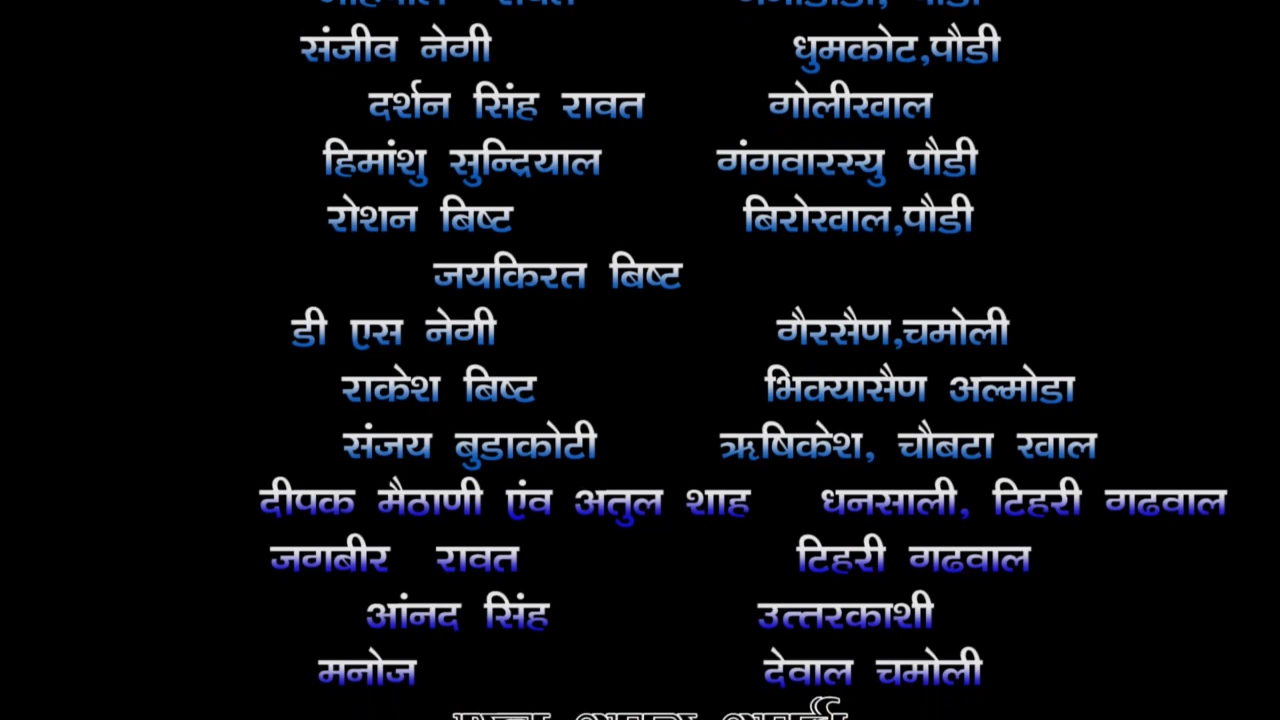 संजीव नेगी धुमकोट,पौडी
दर्शन सिंह रावत गोलीखाल
हिमांशु सुन्द्रियाल गंगवारस्यु पौडी
रोशन बिष्ट बिरोखाल,पौडी
जयकिरत बिष्ट
डी एस नेगी गैरसैण,चमोली
राकेश बिष्ट भिक्यासैण अल्मोडा
संजय बुडाकोटी ऋषिकेश, चौबटा खाल
दीपक मैठाणी एंव अतुल शाह धनसाली, टिहरी गढवाल
जगबीर रावत टिहरी गढवाल
आंनद सिंह उत्तरकाशी
मनोज देवाल चमोली